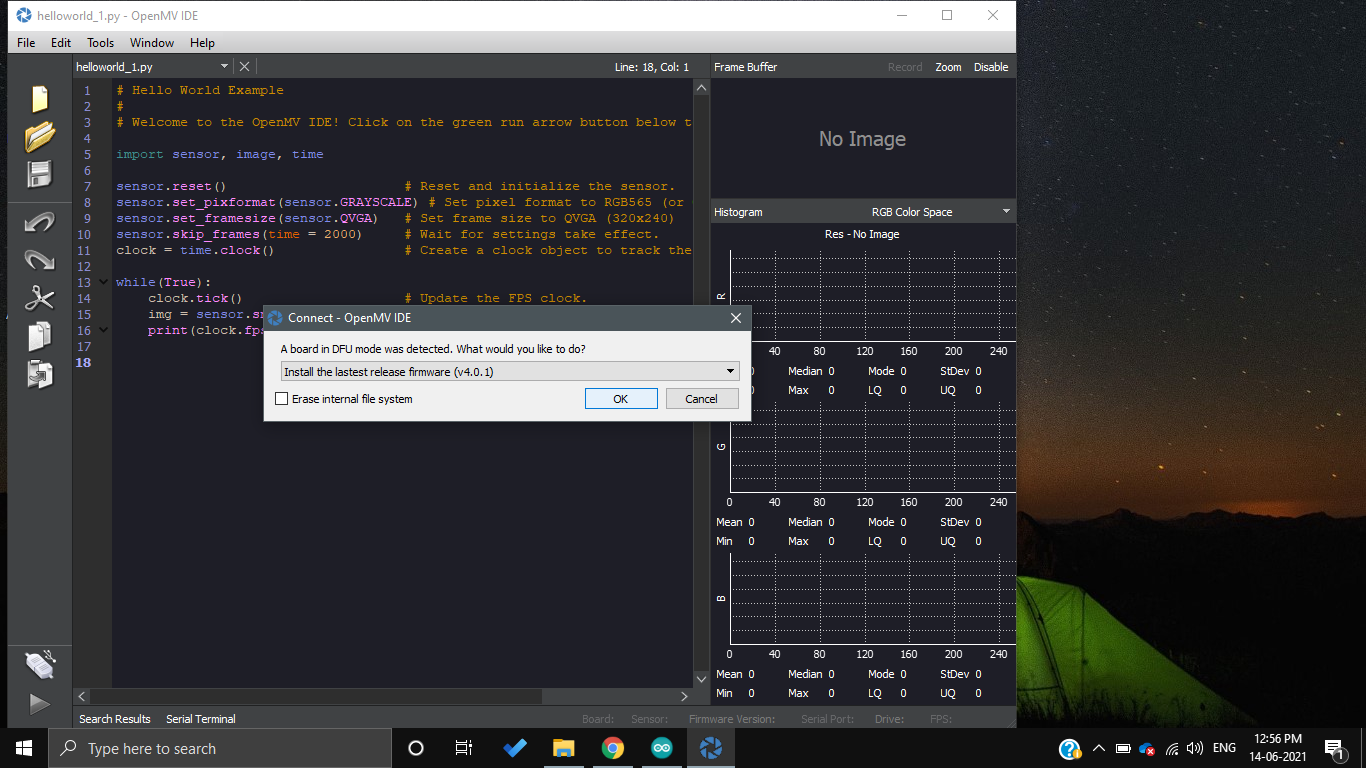 helloworld_1.py - OpenMV IDE
File Edit Tools Window Help
helloworld_1.py
Line: 18, Col: 1
Frame Buffer
Record Zoom Disable
1 # Hello World Example
2 #
3 # Welcome to the OpenMV IDE! Click on the green run arrow button below t
4
5 import sensor, image, time
6
7 sensor.reset() # Reset and initialize the sensor.
8 sensor.set_pixformat(sensor.GRAYSCALE) # Set pixel format to RGB565 (or
9 sensor.set_framesize(sensor.QVGA) # Set frame size to QVGA (320x240)
10 sensor.skip_frames(time = 2000) # Wait for settings take effect.
11 clock = time.clock() # Create a clock object to track the
12
13 while(True):
14 clock.tick() # Update the FPS clock.
15 img = sensor.s
16 print(clock.fp
17
18
No Image
Histogram
RGB Color Space
Res - No Image
R
40 80 120 160 200 240
0 Median 0 Mode 0 StDev 0
0 Max 0 LQ 0 UQ 0
G
0 40 80 120 160 200 240
Mean 0 Median 0 Mode 0 StDev 0
Min 0 Max 0 LQ 0 UQ 0
B
0 40 80 120 160 200 240
Mean 0 Median 0 Mode 0 StDev 0
Min 0 Max 0 LQ 0 UQ 0
Connect - OpenMV IDE
A board in DFU mode was detected. What would you like to do?
Install the lastest release firmware (v4.0.1)
Erase internal file system
OK
Cancel
Search Results Serial Terminal
Board: Sensor: Firmware Version: Serial Port: Drive: FPS:
Type here to search
ENG
12:56 PM
14-06-2021
1